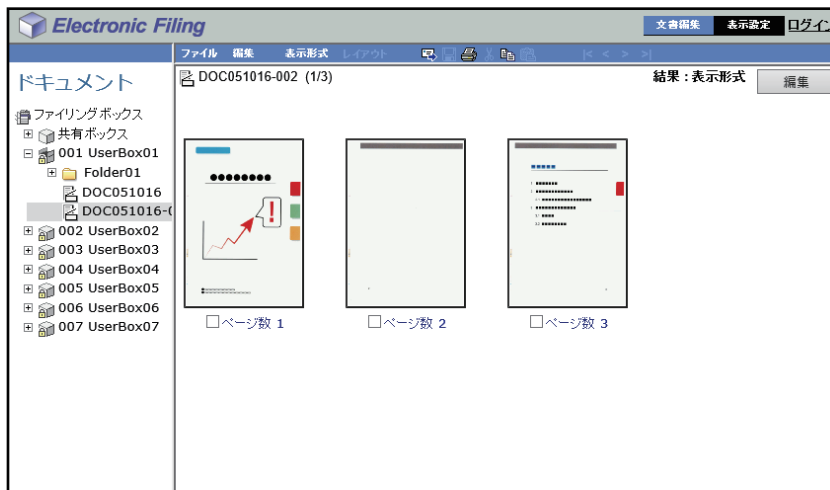 Electronic Filing
文書編集 表示設定 ログイン
ファイル 編集 表示形式 レイアウト |< < > >|
ドキュメント
DOC051016-002 (1/3)
結果 : 表示形式 編集
ファイリングボックス
共有ボックス
001 UserBox01
Folder01
DOC051016
DOC051016-0
002 UserBox02
003 UserBox03
004 UserBox04
005 UserBox05
006 UserBox06
007 UserBox07
ページ数 1
ページ数 2
ページ数 3